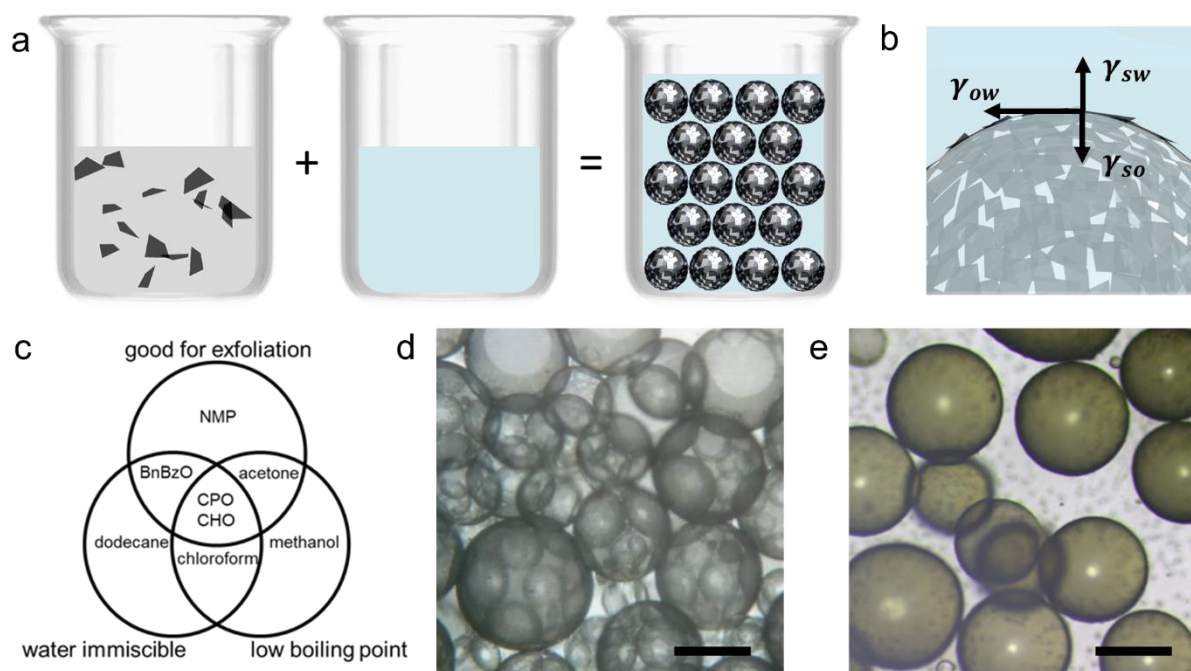 a
+
=
b
γow
γsw
γso
c
good for exfoliation
NMP
BnBzO
acetone
CPO
CHO
dodecane
chloroform
methanol
water immiscible
low boiling point
d
e